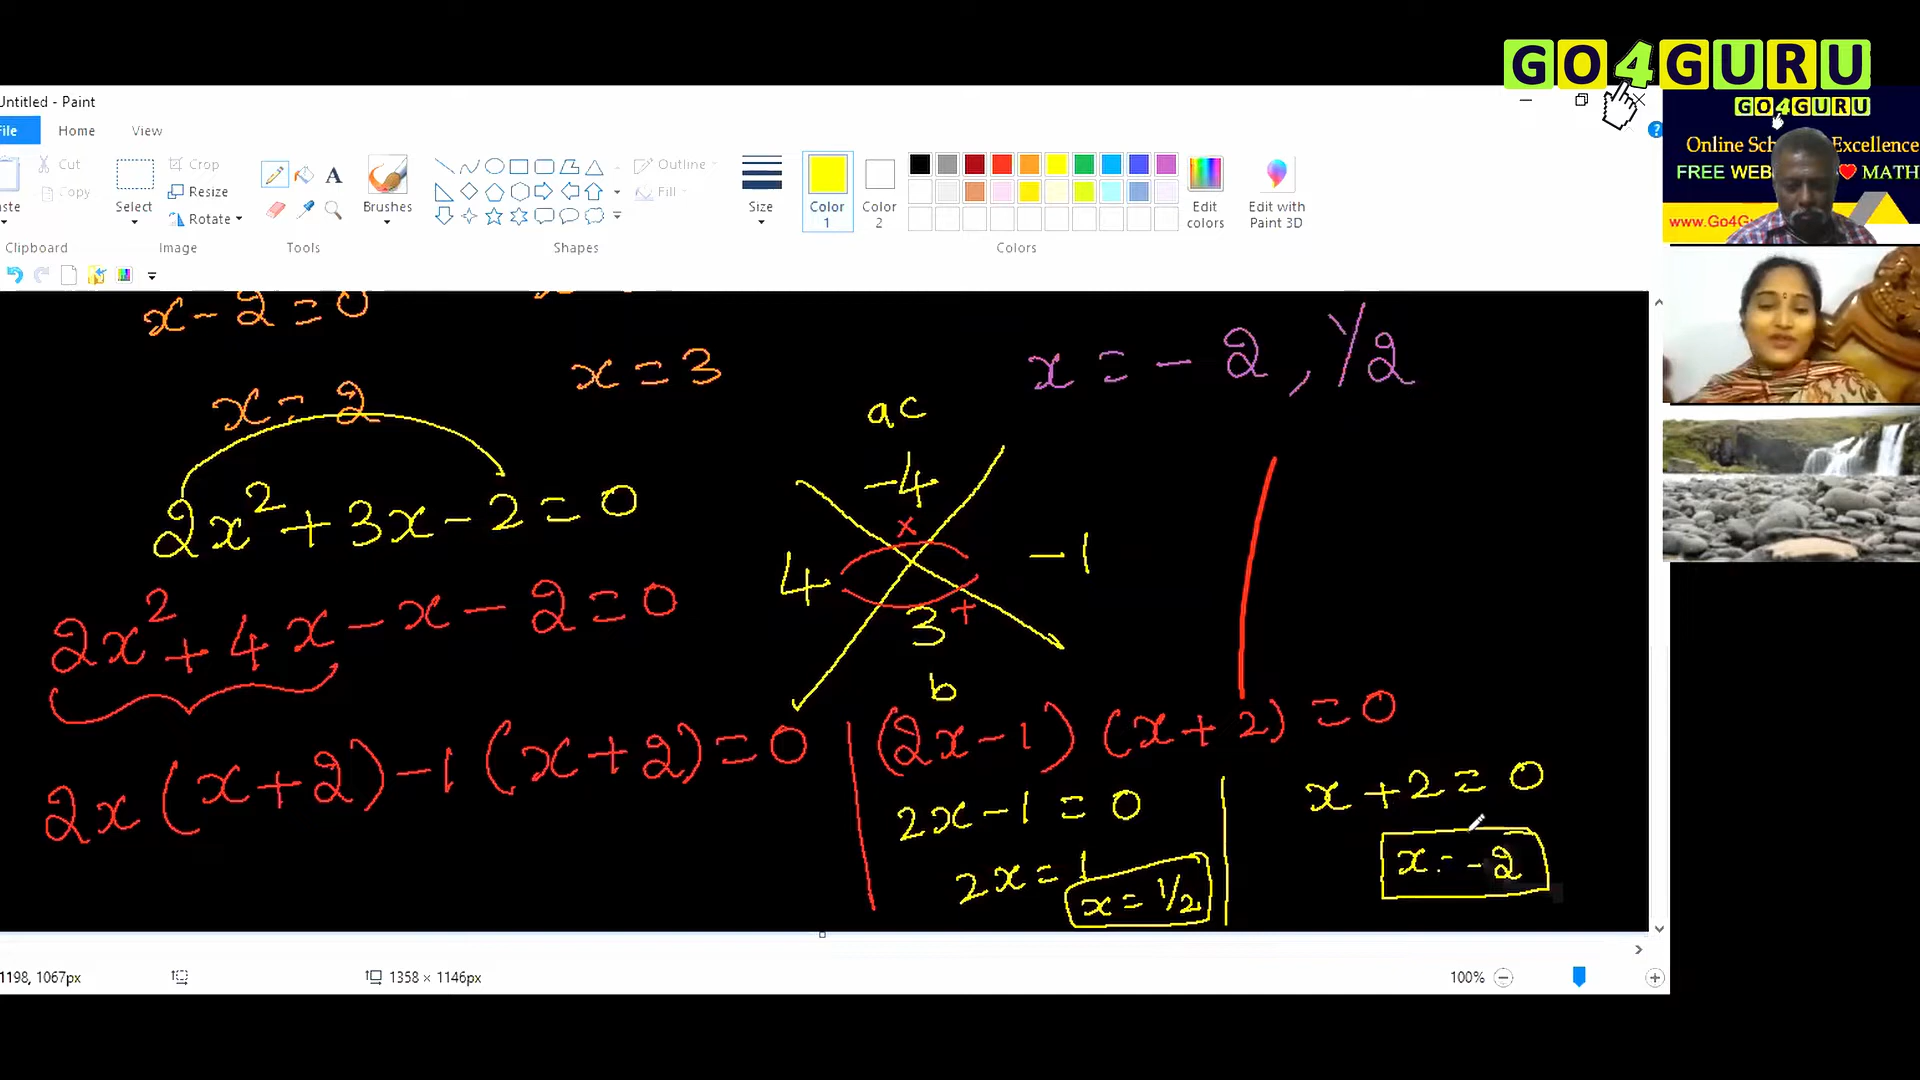 GO4GURU
GO4GURU
Untitled - Paint
File
Home
View
Cut
Copy
Crop
Resize
Rotate
Select
Brushes
Outline
Fill
Size
Color 1
Color 2
Edit colors
Edit with Paint 3D
Clipboard
Image
Tools
Shapes
Colors
Excellence
FREE
MATH
www.Go4Gu
x - 2 = 0
x = 2
x = 3
x = - 2 , 1/2
2x² + 3x - 2 = 0
ac
-4
x
4
-1
3
+
b
2x² + 4x - x - 2 = 0
2x (x + 2) - 1 (x + 2) = 0
(2x - 1) (x + 2) = 0
2x - 1 = 0
2x = 1
x = 1/2
x + 2 = 0
x = -2
1198, 1067px
1358 × 1146px
100%